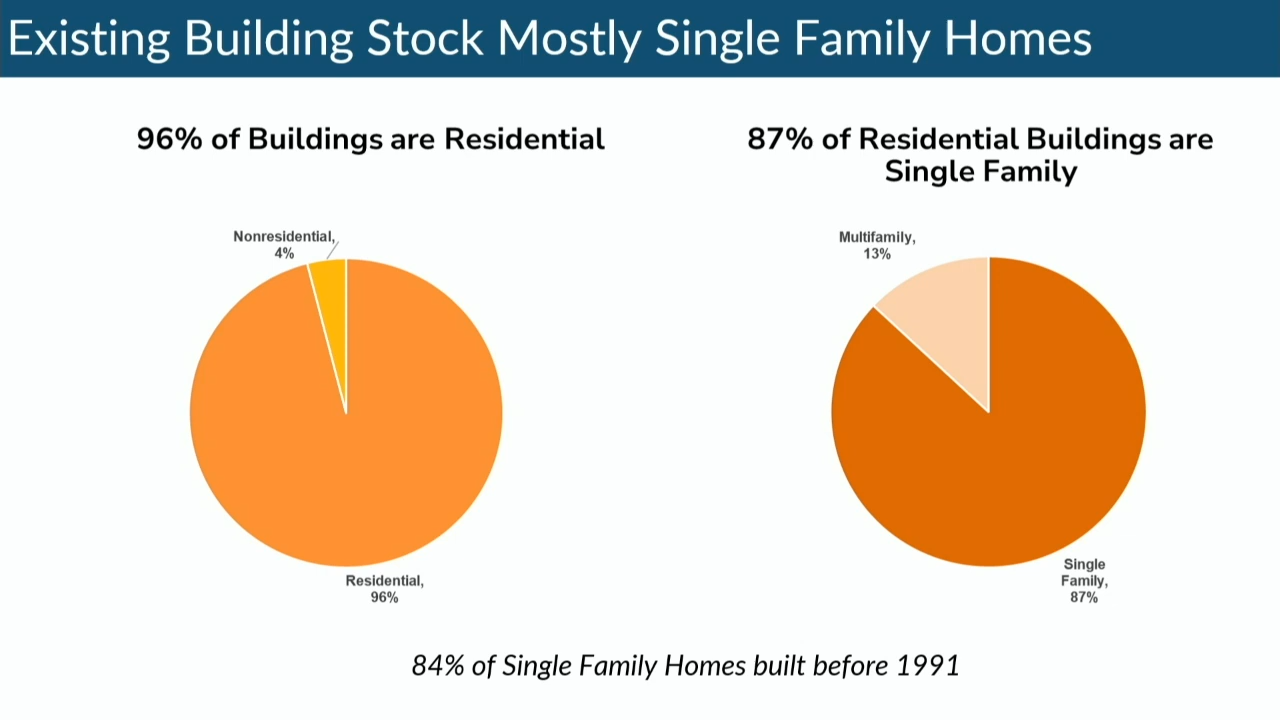 Existing Building Stock Mostly Single Family Homes
96% of Buildings are Residential
Nonresidential,
4%
Residential,
96%
87% of Residential Buildings are
Single Family
Multifamily,
13%
Single
Family,
87%
84% of Single Family Homes built before 1991